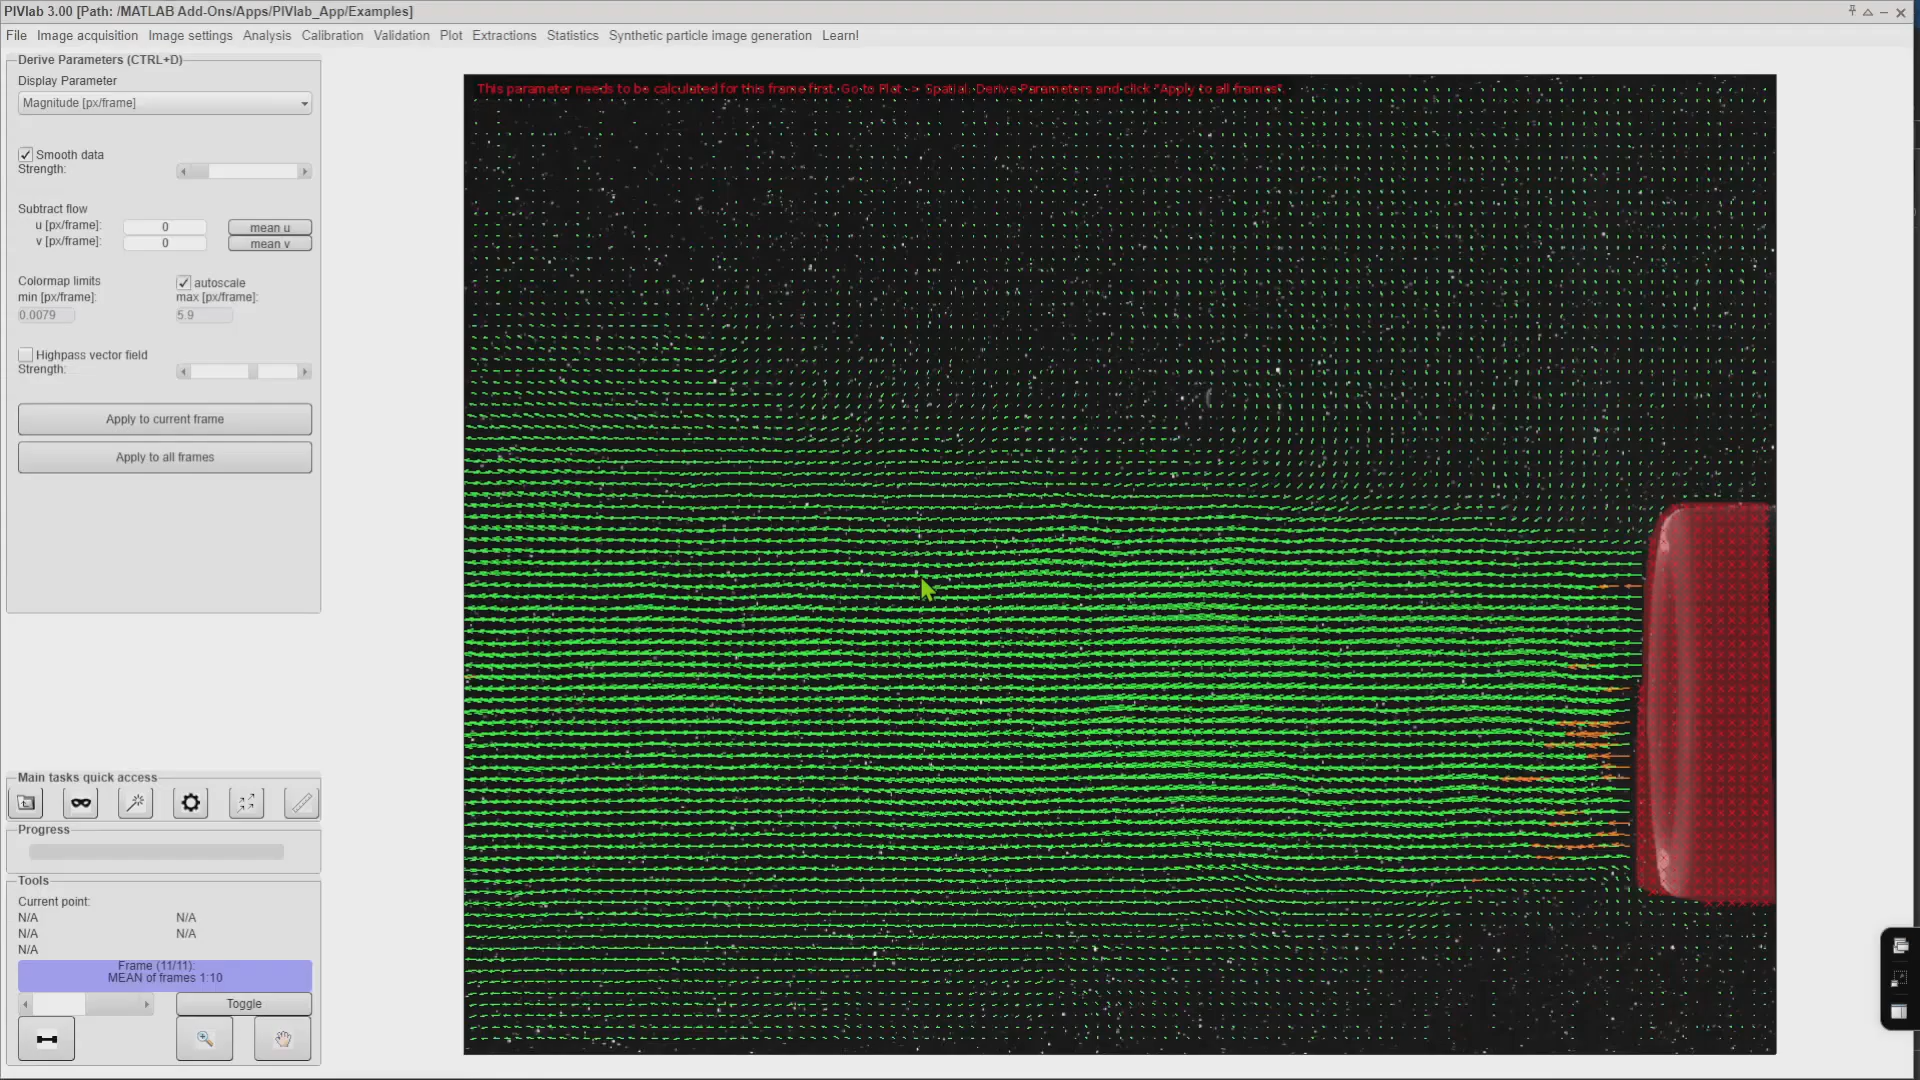 PIVlab 3.00 [Path: /MATLAB Add-Ons/Apps/PIVlab_App/Examples]
File Image acquisition Image settings Analysis Calibration Validation Plot Extractions Statistics Synthetic particle image generation Learn!
Derive Parameters (CTRL+D)
Display Parameter
Magnitude [px/frame]
Smooth data
Strength:
Subtract flow
u [px/frame]: 0 mean u
v [px/frame]: 0 mean v
Colormap limits autoscale
min [px/frame]: max [px/frame]:
0.0079 5.9
Highpass vector field
Strength:
Apply to current frame
Apply to all frames
Main tasks quick access
Progress
Tools
Current point:
N/A N/A
N/A N/A
N/A
Frame (11/11):
MEAN of frames 1:10
Toggle
This parameter needs to be calculated for this frame first. Go to Plot -> Spatial: Derive Parameters and click "Apply to all frames".